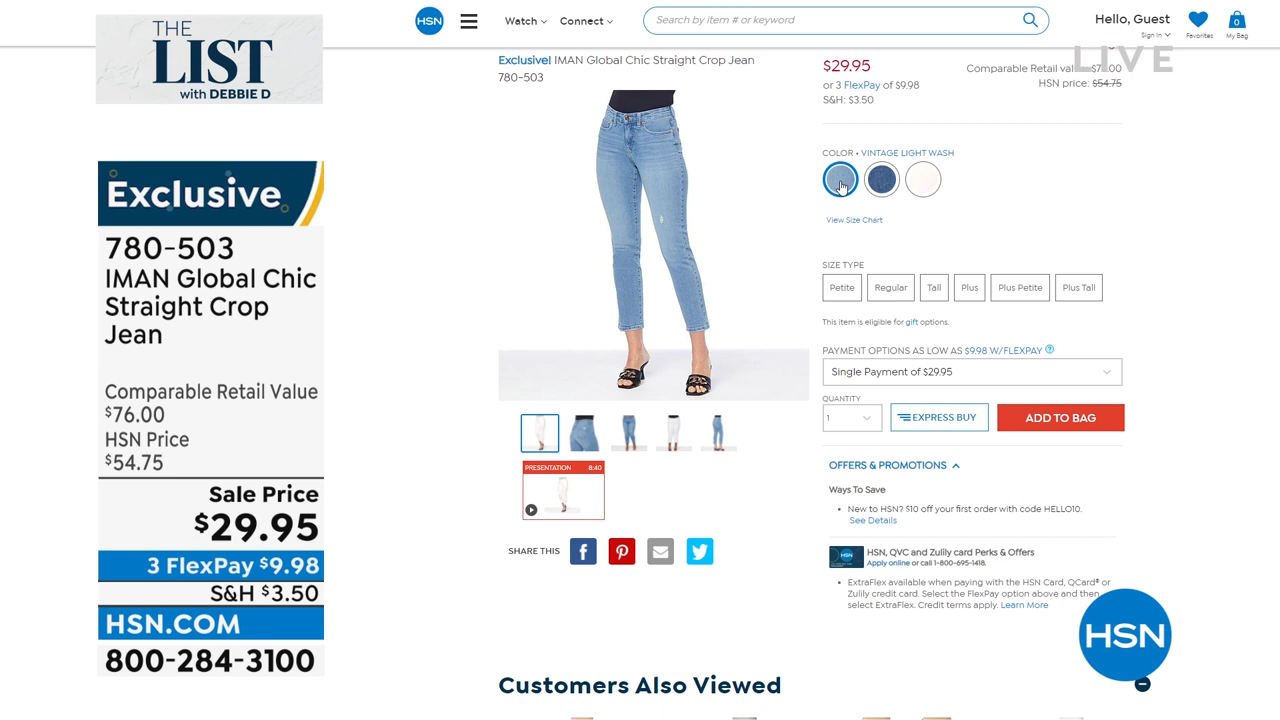 THE
LIST
with DEBBIE D
Exclusive
780-503
IMAN Global Chic
Straight Crop
Jean
Comparable Retail Value
$76.00
HSN Price
$54.75
Sale Price
$29.95
3 FlexPay $9.98
S&H $3.50
HSN.COM
800-284-3100
HSN
Watch
Connect
Search by item # or keyword
Hello, Guest
Sign in
Favorites
0
My Bag
LIVE
Exclusive! IMAN Global Chic Straight Crop Jean
780-503
$29.95
or 3 FlexPay of $9.98
S&H: $3.50
Comparable Retail
HSN price: $54.75
COLOR • VINTAGE LIGHT WASH
View Size Chart
SIZE TYPE
Petite
Regular
Tall
Plus
Plus Petite
Plus Tall
This item is eligible for gift options.
PAYMENT OPTIONS AS LOW AS $9.98 W/FLEXPAY ?
Single Payment of $29.95
QUANTITY
1
EXPRESS BUY
ADD TO BAG
PRESENTATION 8:40
SHARE THIS
OFFERS & PROMOTIONS
Ways To Save
• New to HSN? $10 off your first order with code HELLO10.
See Details
HSN
HSN, QVC and Zulily card Perks & Offers
Apply online or call 1-800-695-1418.
• ExtraFlex available when paying with the HSN Card, QCard® or
Zulily credit card. Select the FlexPay option above and then
select ExtraFlex. Credit terms apply. Learn More
HSN
Customers Also Viewed